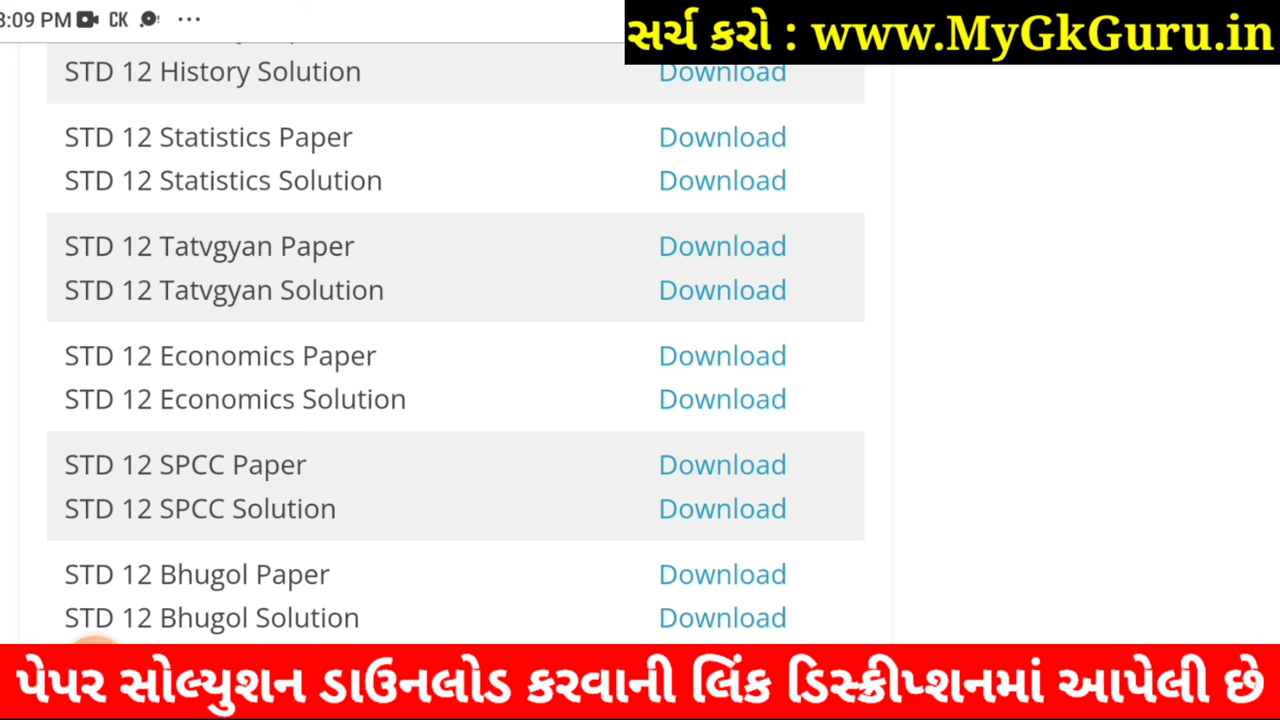 3:09 PM CK
સર્ચ કરો : www.MyGkGuru.in
STD 12 History Solution Download
STD 12 Statistics Paper Download
STD 12 Statistics Solution Download
STD 12 Tatvgyan Paper Download
STD 12 Tatvgyan Solution Download
STD 12 Economics Paper Download
STD 12 Economics Solution Download
STD 12 SPCC Paper Download
STD 12 SPCC Solution Download
STD 12 Bhugol Paper Download
STD 12 Bhugol Solution Download
પેપર સોલ્યુશન ડાઉનલોડ કરવાની લિંક ડિસ્ક્રીપ્શનમાં આપેલી છે